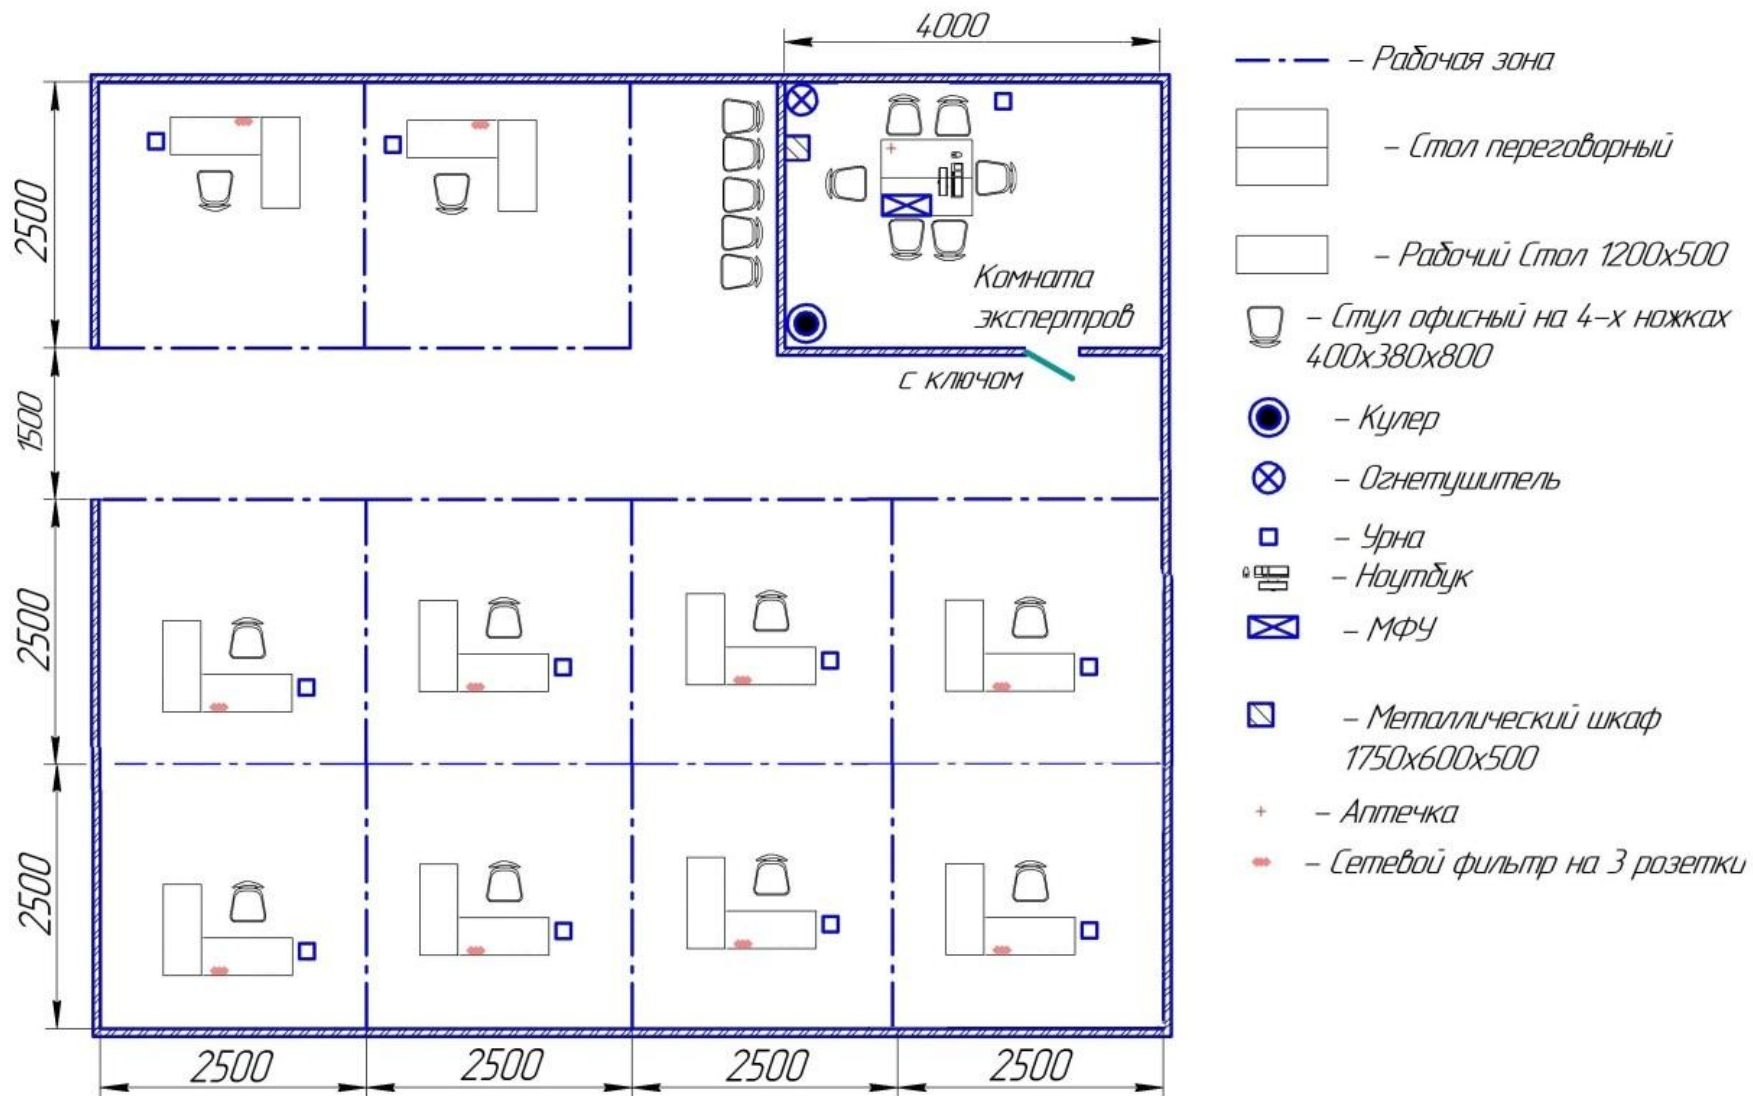 4000
2500
1500
2500
2500
2500
2500
2500
2500
Комната
экспертров
с ключом
– Рабочая зона
– Стол переговорный
– Рабочий Стол 1200х500
– Стул офисный на 4-х ножках
400х380х800
– Кулер
– Огнетушитель
– Урна
– Ноутбук
– МФУ
– Металлический шкаф
1750х600х500
– Аптечка
– Сетевой фильтр на 3 розетки